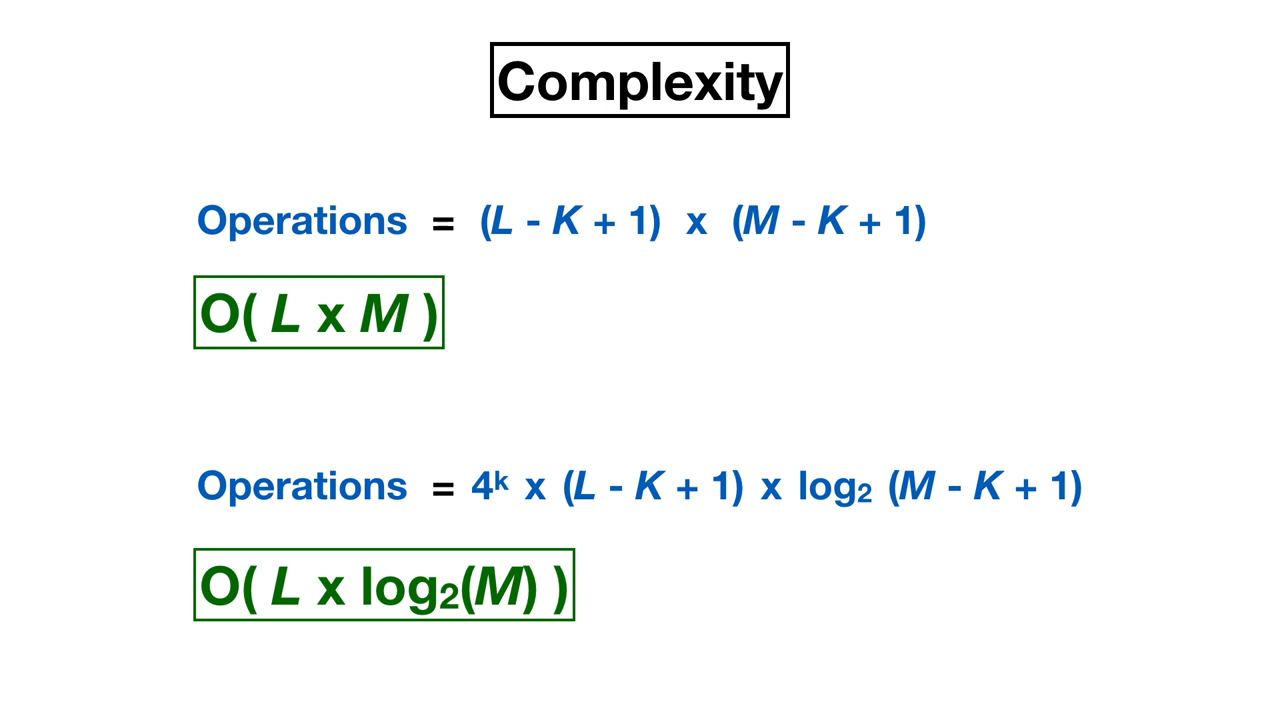 Complexity
Operations = (L - K + 1) x (M - K + 1)
O( L x M )
Operations = 4ᵏ x (L - K + 1) x log₂ (M - K + 1)
O( L x log₂(M) )